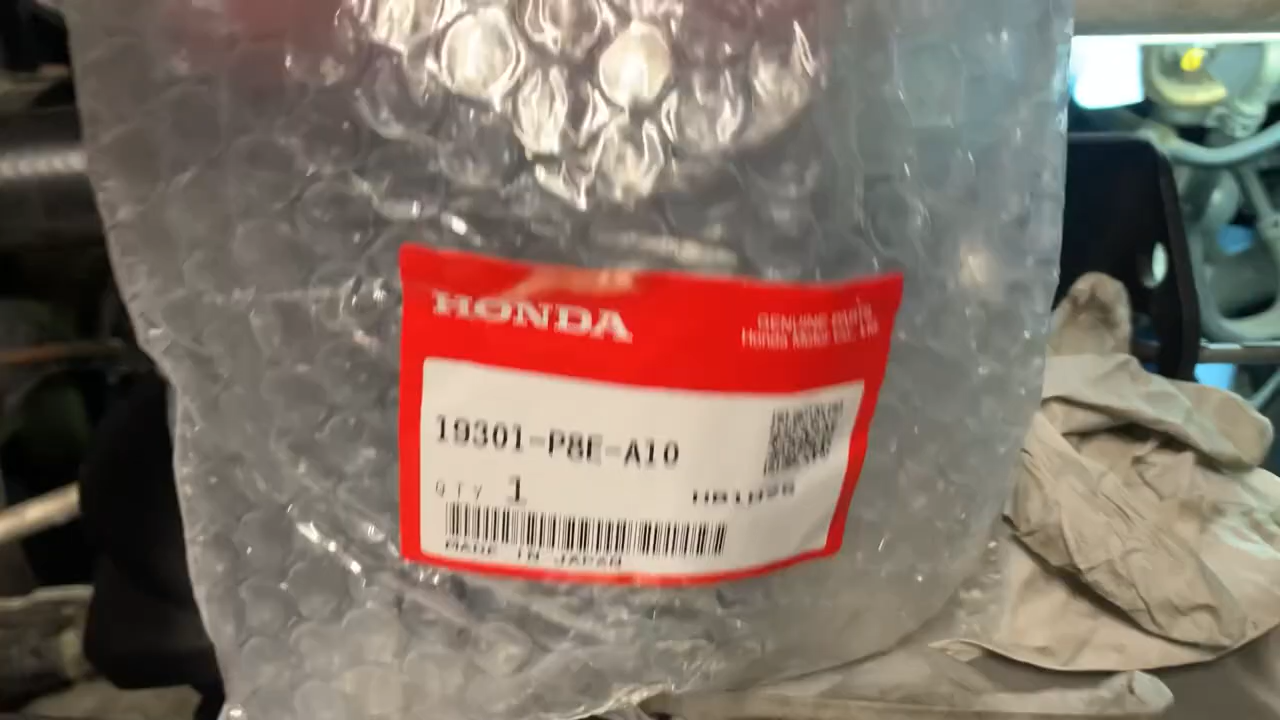 HONDA
GENUINE PARTS
Honda Motor Co., Ltd.
19301-P8E-A10
QTY 1
MADE IN JAPAN